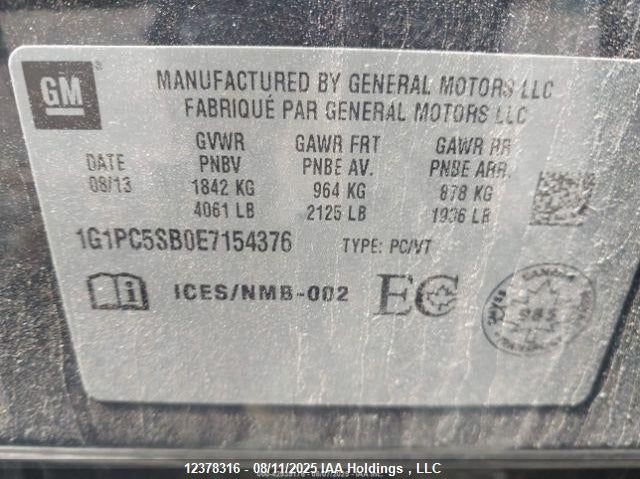 GM
MANUFACTURED BY GENERAL MOTORS LLC
FABRIQUÉ PAR GENERAL MOTORS LLC
DATE
08/13
GVWR
PNBV
1842 KG
4061 LB
GAWR FRT
PNBE AV.
964 KG
2125 LB
GAWR RR
PNBE ARR.
878 KG
1936 LB
1G1PC5SB0E7154376 TYPE: PC/VT
i ICES/NMB-002 EC
CANADA
12378316 - 08/11/2025 IAA Holdings , LLC